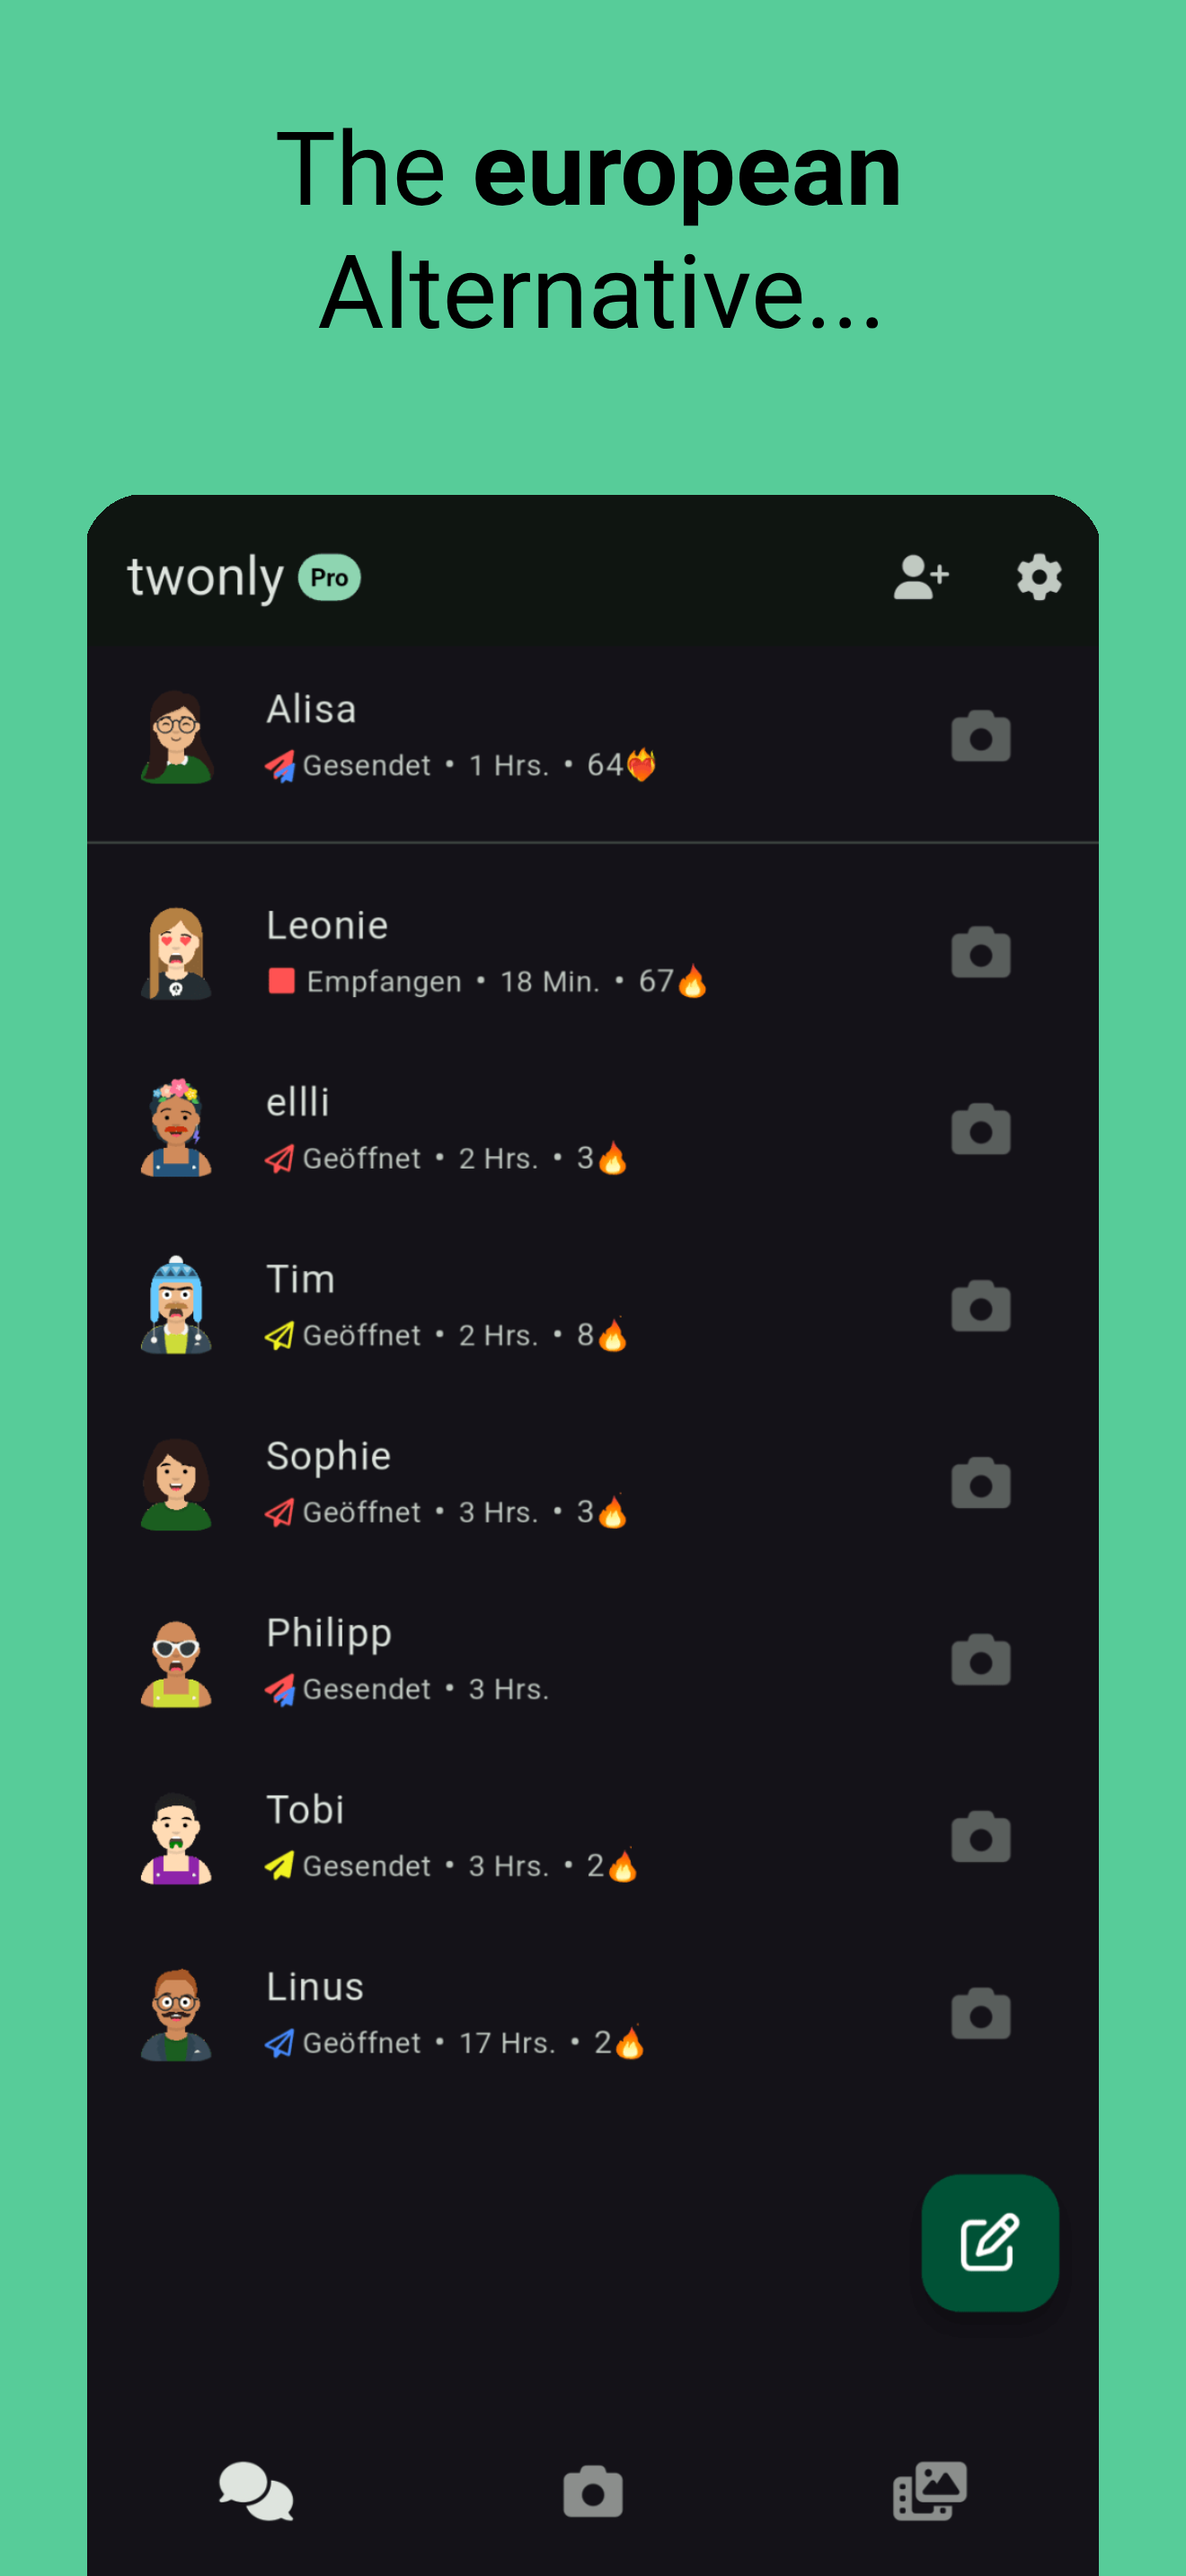 The european
Alternative...
twonly Pro
Alisa
Gesendet • 1 Hrs. • 64❤️‍🔥
Leonie
Empfangen • 18 Min. • 67🔥
ellli
Geöffnet • 2 Hrs. • 3🔥
Tim
Geöffnet • 2 Hrs. • 8🔥
Sophie
Geöffnet • 3 Hrs. • 3🔥
Philipp
Gesendet • 3 Hrs.
Tobi
Gesendet • 3 Hrs. • 2🔥
Linus
Geöffnet • 17 Hrs. • 2🔥